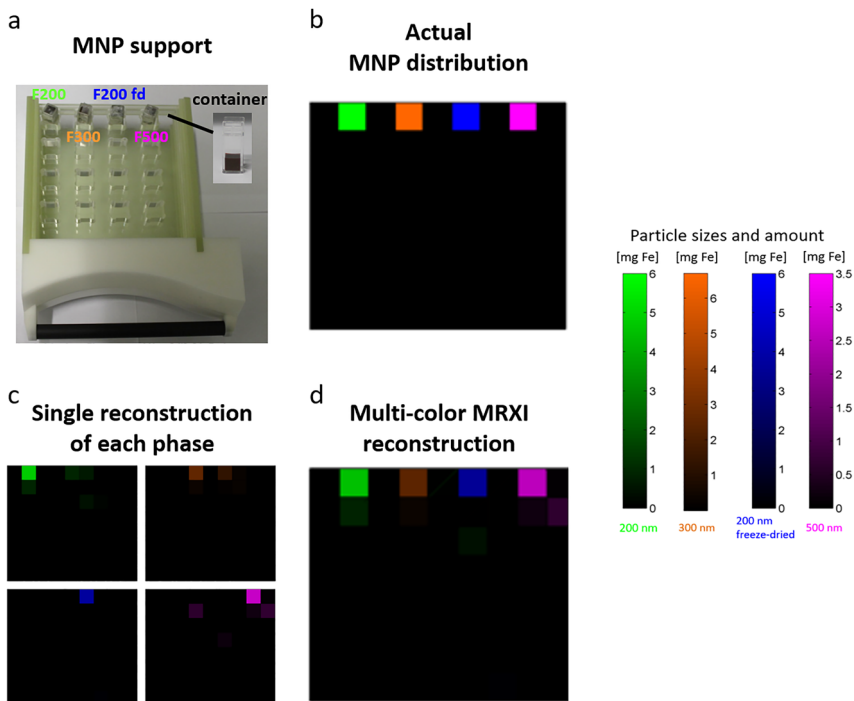 a
MNP support
F200
F200 fd
container
F300
F500
b
Actual
MNP distribution
Particle sizes and amount
[mg Fe]
[mg Fe]
[mg Fe]
[mg Fe]
6
5
4
3
2
1
0
6
5
4
3
2
1
6
5
4
3
2
1
0
3.5
3
2.5
2
1.5
1
0.5
0
200 nm
300 nm
200 nm
freeze-dried
500 nm
c
Single reconstruction
of each phase
d
Multi-color MRXI
reconstruction